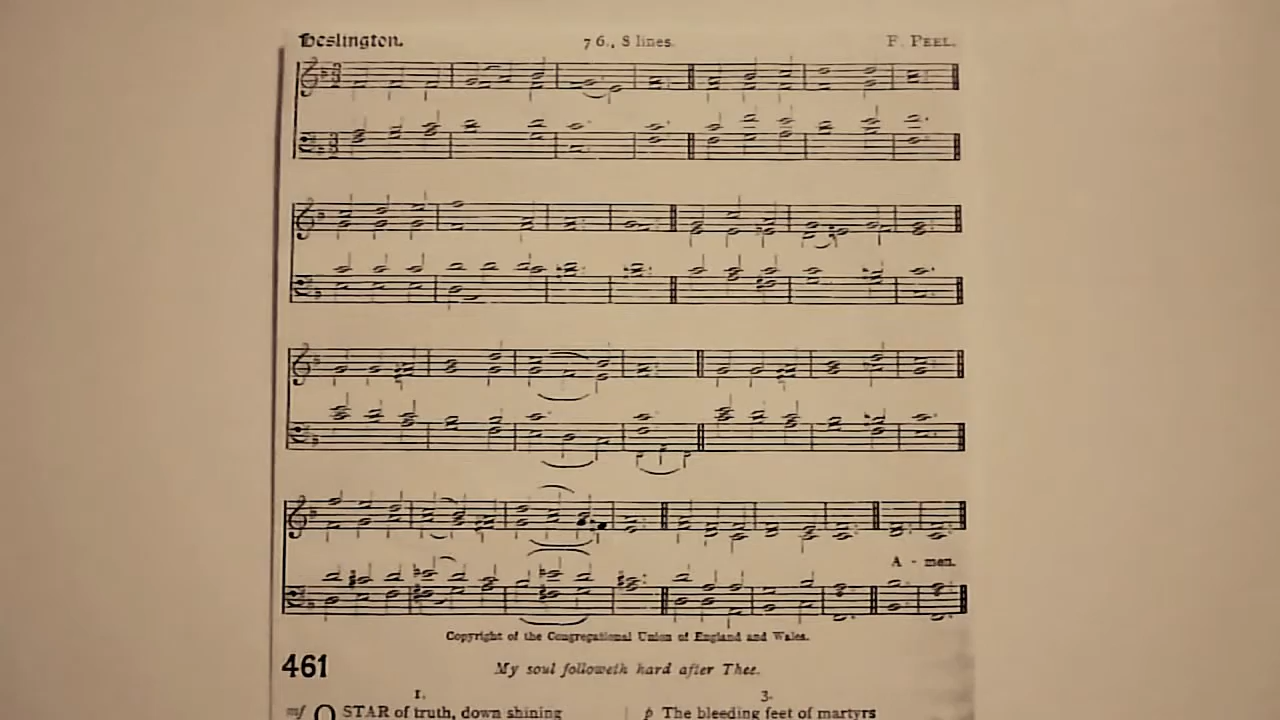 Heslington. 7 6., 8 lines. F. PEEL.
A - men.
Copyright of the Congregational Union of England and Wales.
461 My soul followeth hard after Thee.
1. 3.
mf O STAR of truth, down shining
p The bleeding feet of martyrs